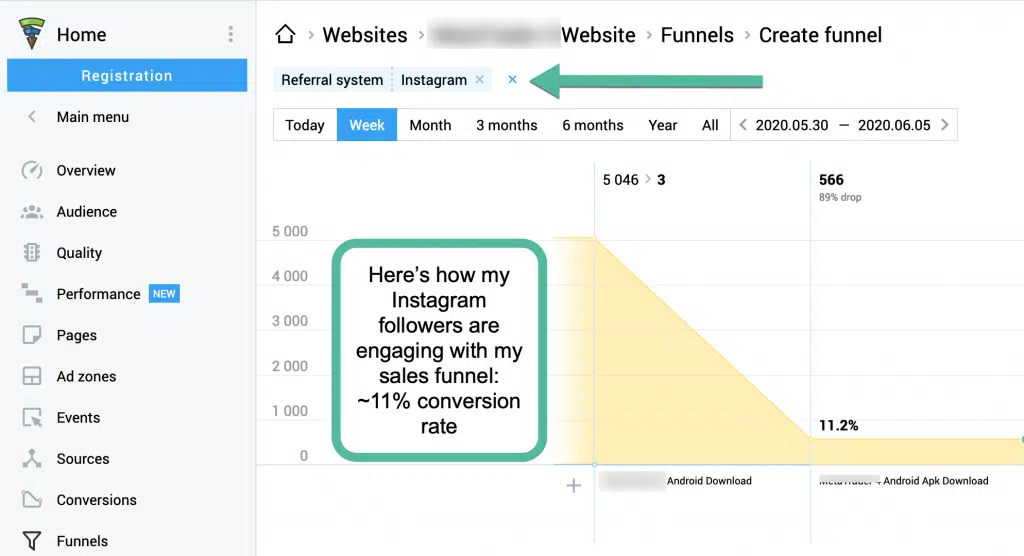 Home
Websites
Website
Funnels
Create funnel
Registration
Referral system
Instagram
Main menu
Today
Week
Month
3 months
6 months
Year
All
2020.05.30 — 2020.06.05
Overview
Audience
Quality
Performance NEW
Pages
Ad zones
Events
Sources
Conversions
Funnels
5 046 > 3
566
89% drop
5 000
4 000
3 000
2 000
1 000
0
Here's how my
Instagram
followers are
engaging with my
sales funnel:
~11% conversion
rate
11.2%
Android Download
Android Apk Download